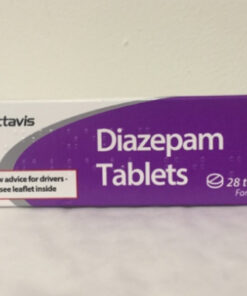 ctavis
Diazepam
Tablets
w advice for drivers -
see leaflet inside
28 t
For